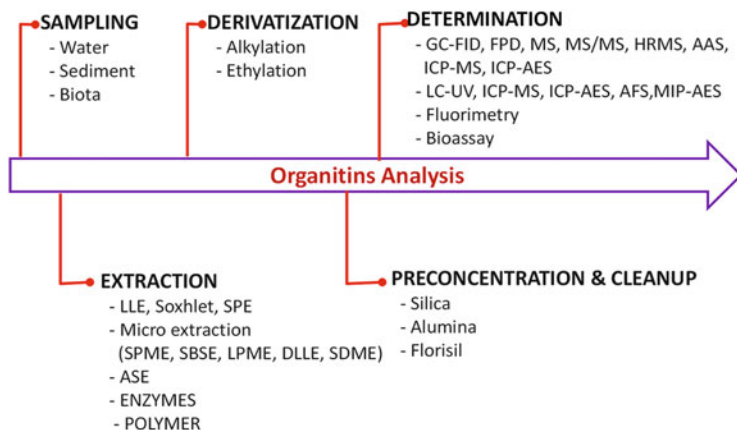 SAMPLING
- Water
- Sediment
- Biota
DERIVATIZATION
- Alkylation
- Ethylation
DETERMINATION
- GC-FID, FPD, MS, MS/MS, HRMS, AAS,
ICP-MS, ICP-AES
- LC-UV, ICP-MS, ICP-AES, AFS,MIP-AES
- Fluorimetry
- Bioassay
Organitins Analysis
EXTRACTION
- LLE, Soxhlet, SPE
- Micro extraction
(SPME, SBSE, LPME, DLLE, SDME)
- ASE
- ENZYMES
- POLYMER
PRECONCENTRATION & CLEANUP
- Silica
- Alumina
- Florisil